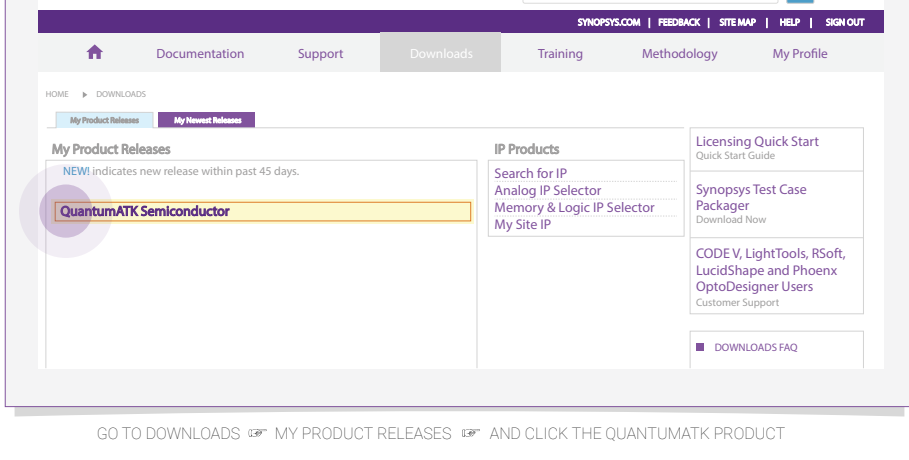 SYNOPSYS.COM | FEEDBACK | SITE MAP | HELP | SIGN OUT
Documentation Support Downloads Training Methodology My Profile
HOME ▶ DOWNLOADS
My Product Releases My Newest Releases
My Product Releases
NEW! indicates new release within past 45 days.
QuantumATK Semiconductor
IP Products
Search for IP
Analog IP Selector
Memory & Logic IP Selector
My Site IP
Licensing Quick Start
Quick Start Guide
Synopsys Test Case
Packager
Download Now
CODE V, LightTools, RSoft,
LucidShape and Phoenx
OptoDesigner Users
Customer Support
DOWNLOADS FAQ
GO TO DOWNLOADS ☞ MY PRODUCT RELEASES ☞ AND CLICK THE QUANTUMATK PRODUCT